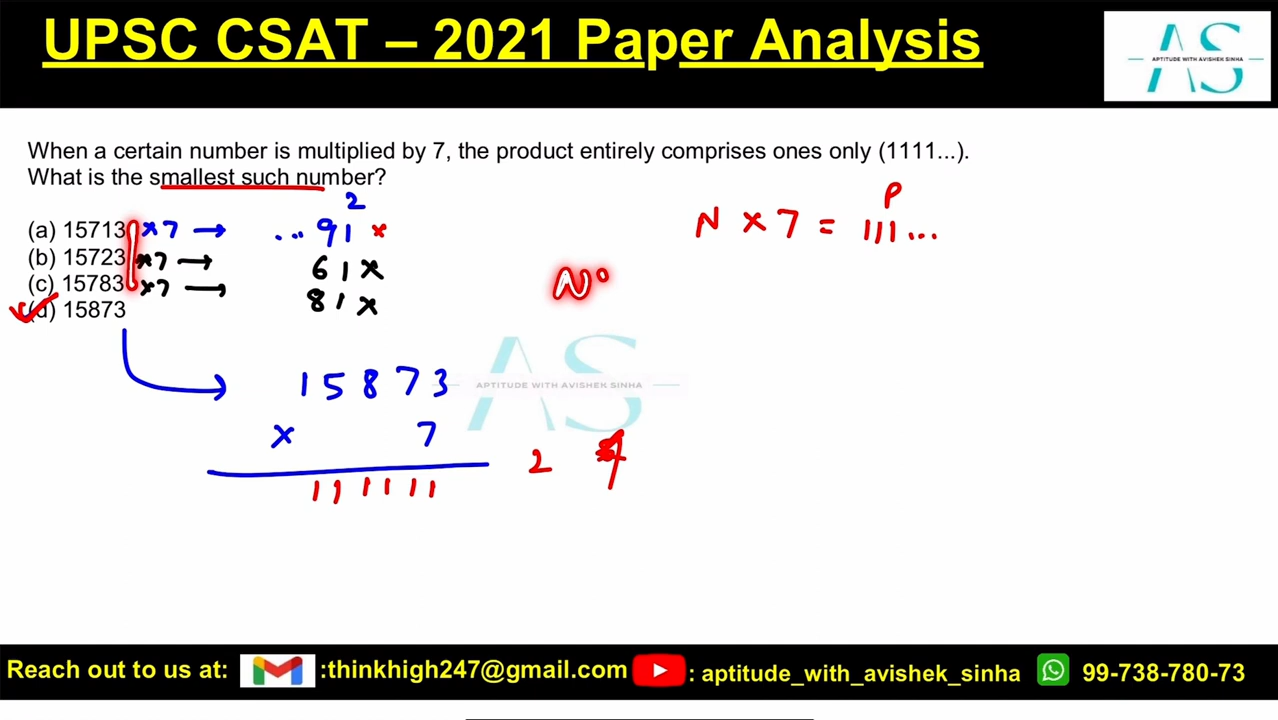 UPSC CSAT – 2021 Paper Analysis
AS
APTITUDE WITH AVISHEK SINHA
When a certain number is multiplied by 7, the product entirely comprises ones only (1111...).
What is the smallest such number?
(a) 15713 ×7 → ...91 ×
2
(b) 15723 ×7 → 61 ×
(c) 15783 ×7 → 81 ×
(d) 15873
P
N × 7 = 111...
N
AS
APTITUDE WITH AVISHEK SINHA
15873
× 7
2
111111
Reach out to us at: :thinkhigh247@gmail.com : aptitude_with_avishek_sinha 99-738-780-73